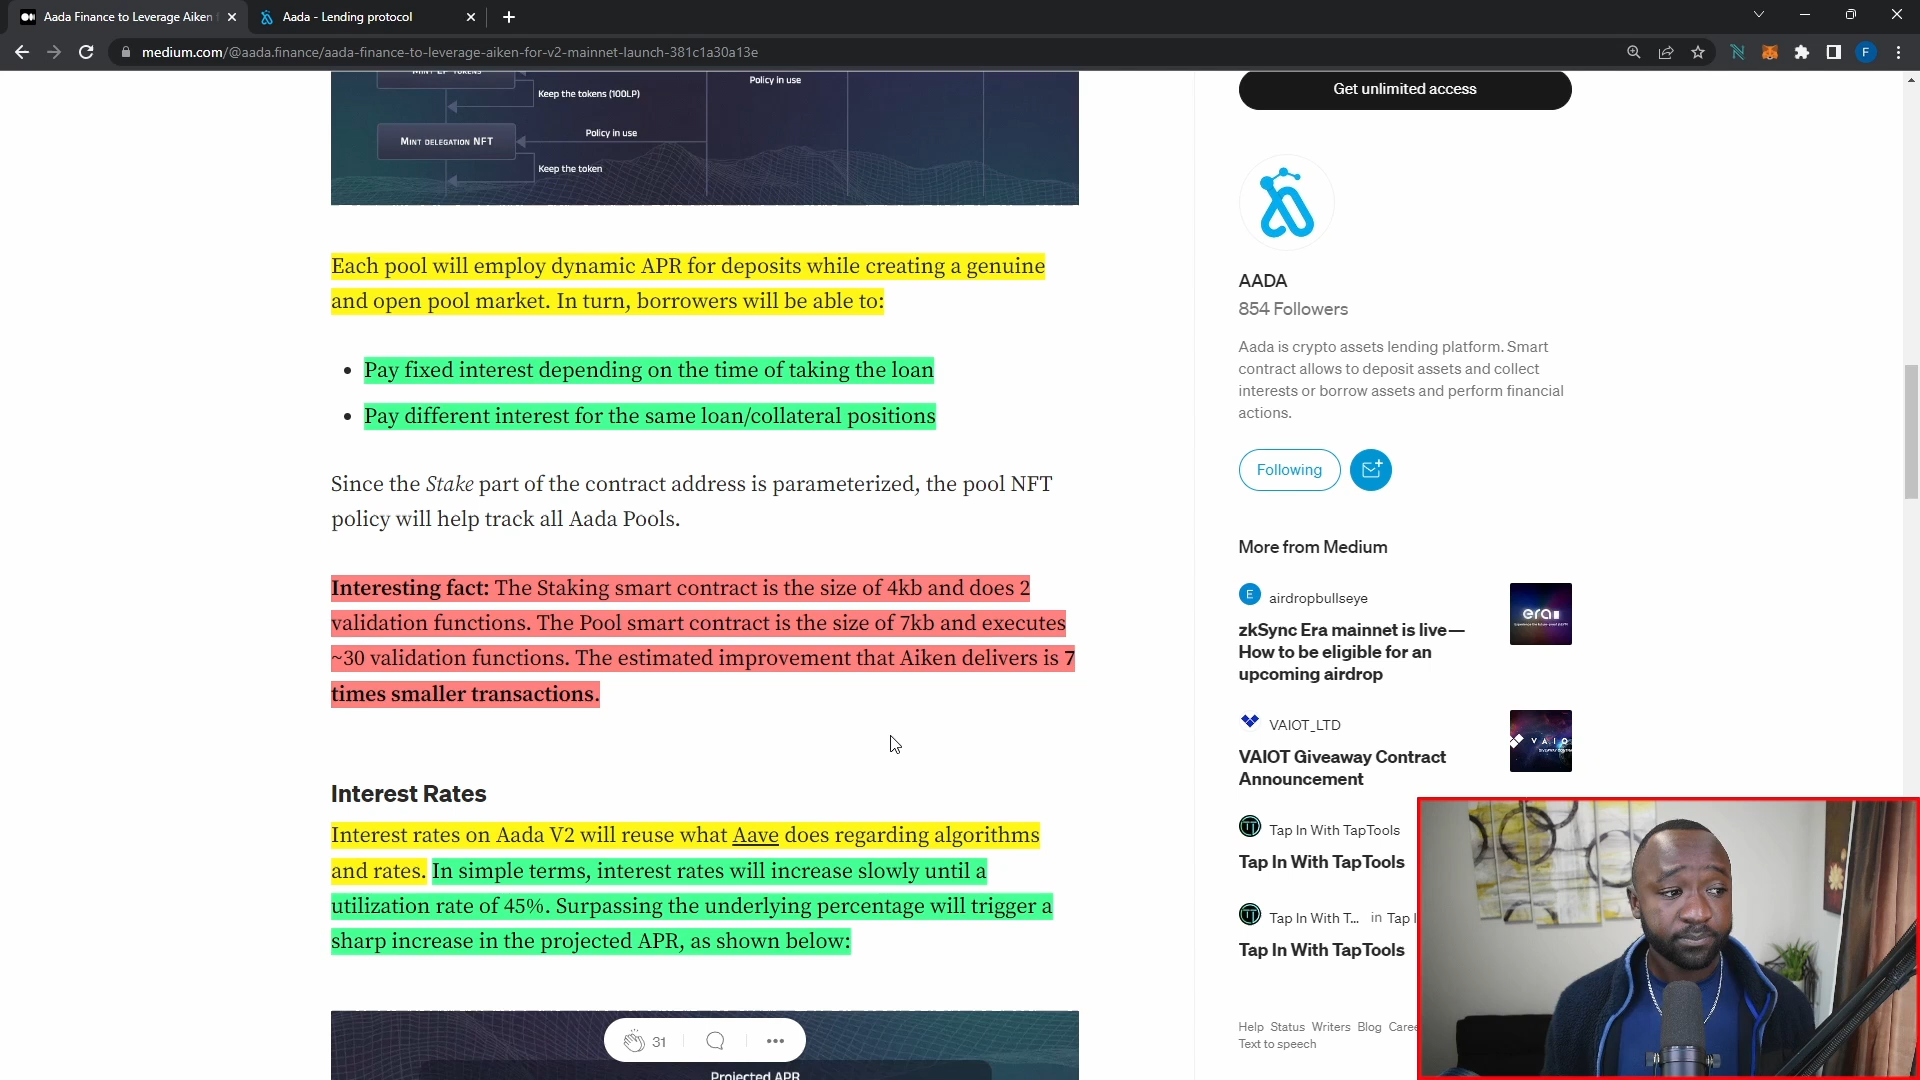 Aada Finance to Leverage Aiken
Aada - Lending protocol
medium.com/@aada.finance/aada-finance-to-leverage-aiken-for-v2-mainnet-launch-381c1a30a13e
F
Policy in use
Keep the tokens (100LP)
Policy in use
Mint delegation NFT
Keep the token
Each pool will employ dynamic APR for deposits while creating a genuine
and open pool market. In turn, borrowers will be able to:
• Pay fixed interest depending on the time of taking the loan
• Pay different interest for the same loan/collateral positions
Since the Stake part of the contract address is parameterized, the pool NFT
policy will help track all Aada Pools.
Interesting fact: The Staking smart contract is the size of 4kb and does 2
validation functions. The Pool smart contract is the size of 7kb and executes
~30 validation functions. The estimated improvement that Aiken delivers is 7
times smaller transactions.
Interest Rates
Interest rates on Aada V2 will reuse what Aave does regarding algorithms
and rates. In simple terms, interest rates will increase slowly until a
utilization rate of 45%. Surpassing the underlying percentage will trigger a
sharp increase in the projected APR, as shown below:
31
Projected APR
Get unlimited access
AADA
854 Followers
Aada is crypto assets lending platform. Smart
contract allows to deposit assets and collect
interests or borrow assets and perform financial
actions.
Following
More from Medium
E airdropbullseye
zkSync Era mainnet is live—
How to be eligible for an
upcoming airdrop
era
VAIOT_LTD
VAIOT Giveaway Contract
Announcement
Tap In With TapTools
Tap In With TapTools
Tap In With T... in Tap I
Tap In With TapTools
Help Status Writers Blog Caree
Text to speech